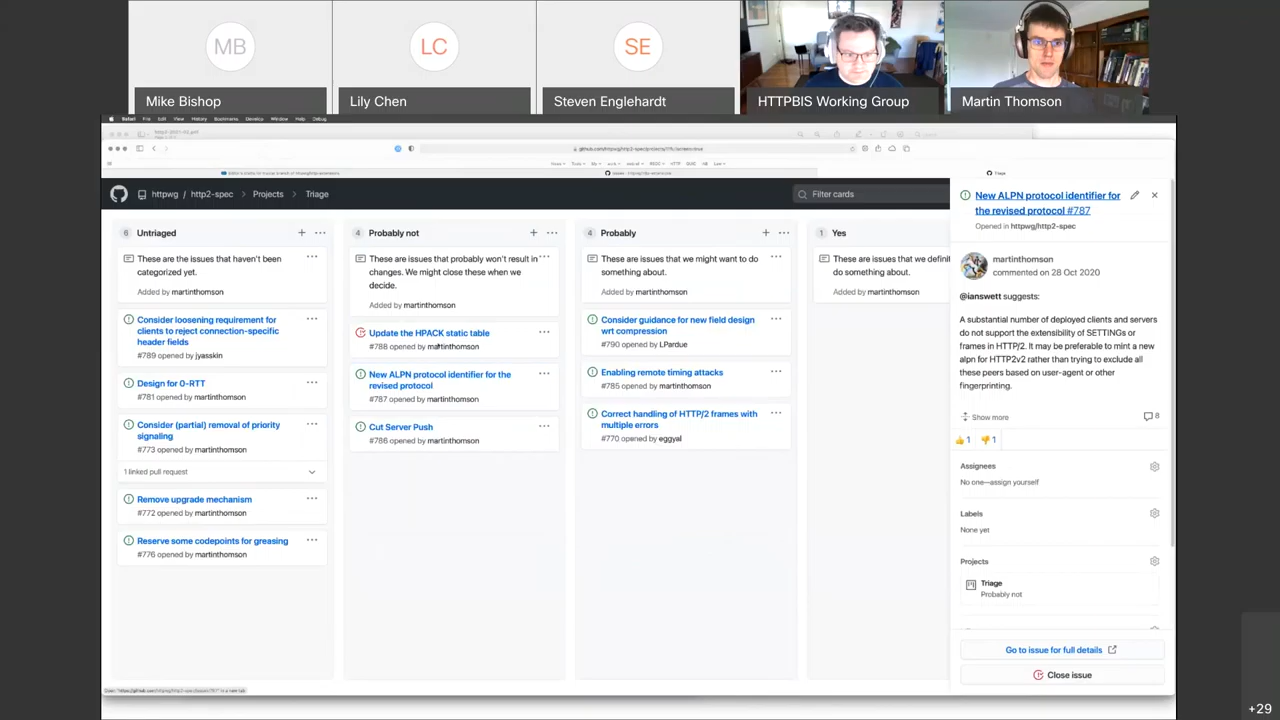 MB
LC
SE
Mike Bishop
Lily Chen
Steven Englehardt
HTTPBIS Working Group
Martin Thomson
Safari File Edit View History Bookmarks Develop Window Help Debug
httpwg / http2-spec > Projects > Triage
Filter cards
6 Untriaged
These are the issues that haven't been
categorized yet.
Added by martinthomson
Consider loosening requirement for
clients to reject connection-specific
header fields
#789 opened by jyasskin
Design for 0-RTT
#781 opened by martinthomson
Consider (partial) removal of priority
signaling
#773 opened by martinthomson
1 linked pull request
Remove upgrade mechanism
#772 opened by martinthomson
Reserve some codepoints for greasing
#776 opened by martinthomson
4 Probably not
These are issues that probably won't result in
changes. We might close these when we
decide.
Added by martinthomson
Update the HPACK static table
#788 opened by martinthomson
New ALPN protocol identifier for the
revised protocol
#787 opened by martinthomson
Cut Server Push
#786 opened by martinthomson
4 Probably
These are issues that we might want to do
something about.
Added by martinthomson
Consider guidance for new field design
wrt compression
#790 opened by LPardue
Enabling remote timing attacks
#785 opened by martinthomson
Correct handling of HTTP/2 frames with
multiple errors
#770 opened by eggyal
1 Yes
These are issues that we definit
do something about.
Added by martinthomson
New ALPN protocol identifier for
the revised protocol #787
Opened in httpwg/http2-spec
martinthomson
commented on 28 Oct 2020
@ianswett suggests:
A substantial number of deployed clients and servers
do not support the extensibility of SETTINGs or
frames in HTTP/2. It may be preferable to mint a new
alpn for HTTP2v2 rather than trying to exclude all
these peers based on user-agent or other
fingerprinting.
Show more
8
1 1
Assignees
No one—assign yourself
Labels
None yet
Projects
Triage
Probably not
Go to issue for full details
Close issue
+29